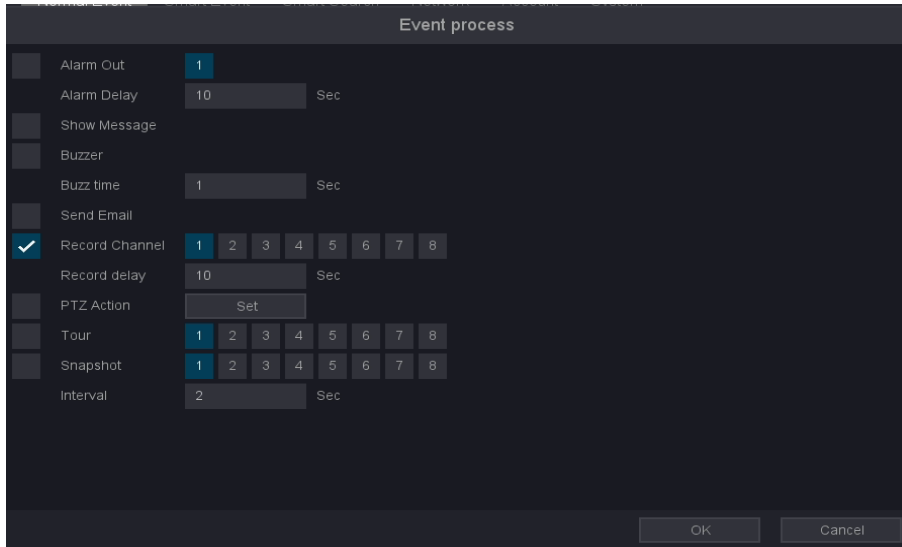 Event process
Alarm Out 1
Alarm Delay 10 Sec
Show Message
Buzzer
Buzz time 1 Sec
Send Email
Record Channel 1 2 3 4 5 6 7 8
Record delay 10 Sec
PTZ Action Set
Tour 1 2 3 4 5 6 7 8
Snapshot 1 2 3 4 5 6 7 8
Interval 2 Sec
OK Cancel